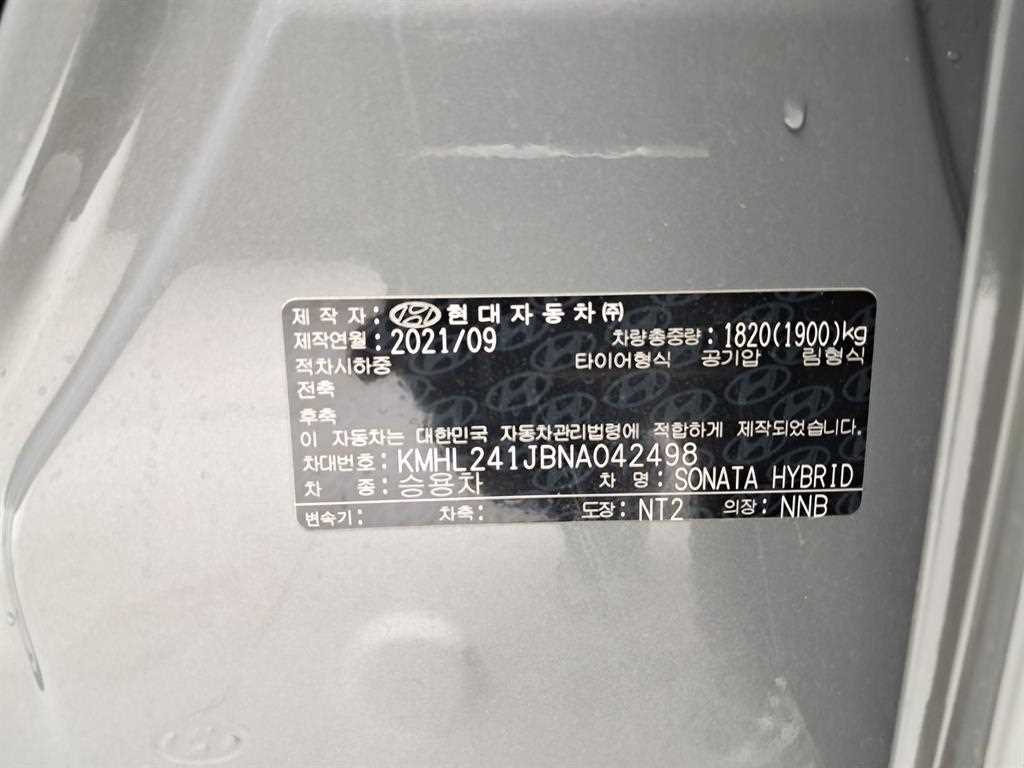 제 작 자 : 현 대 자 동 차 ㈜
제작연월 : 2021/09 차량총중량 : 1820(1900)kg
적차시하중 타이어형식 공기압 림형식
전축
후축
이 자동차는 대한민국 자동차관리법령에 적합하게 제작되었습니다.
차대번호 : KMHL241JBNA042498
차 종 : 승용차 차 명 : SONATA HYBRID
변속기 : 차축 : 도장 : NT2 의장 : NNB